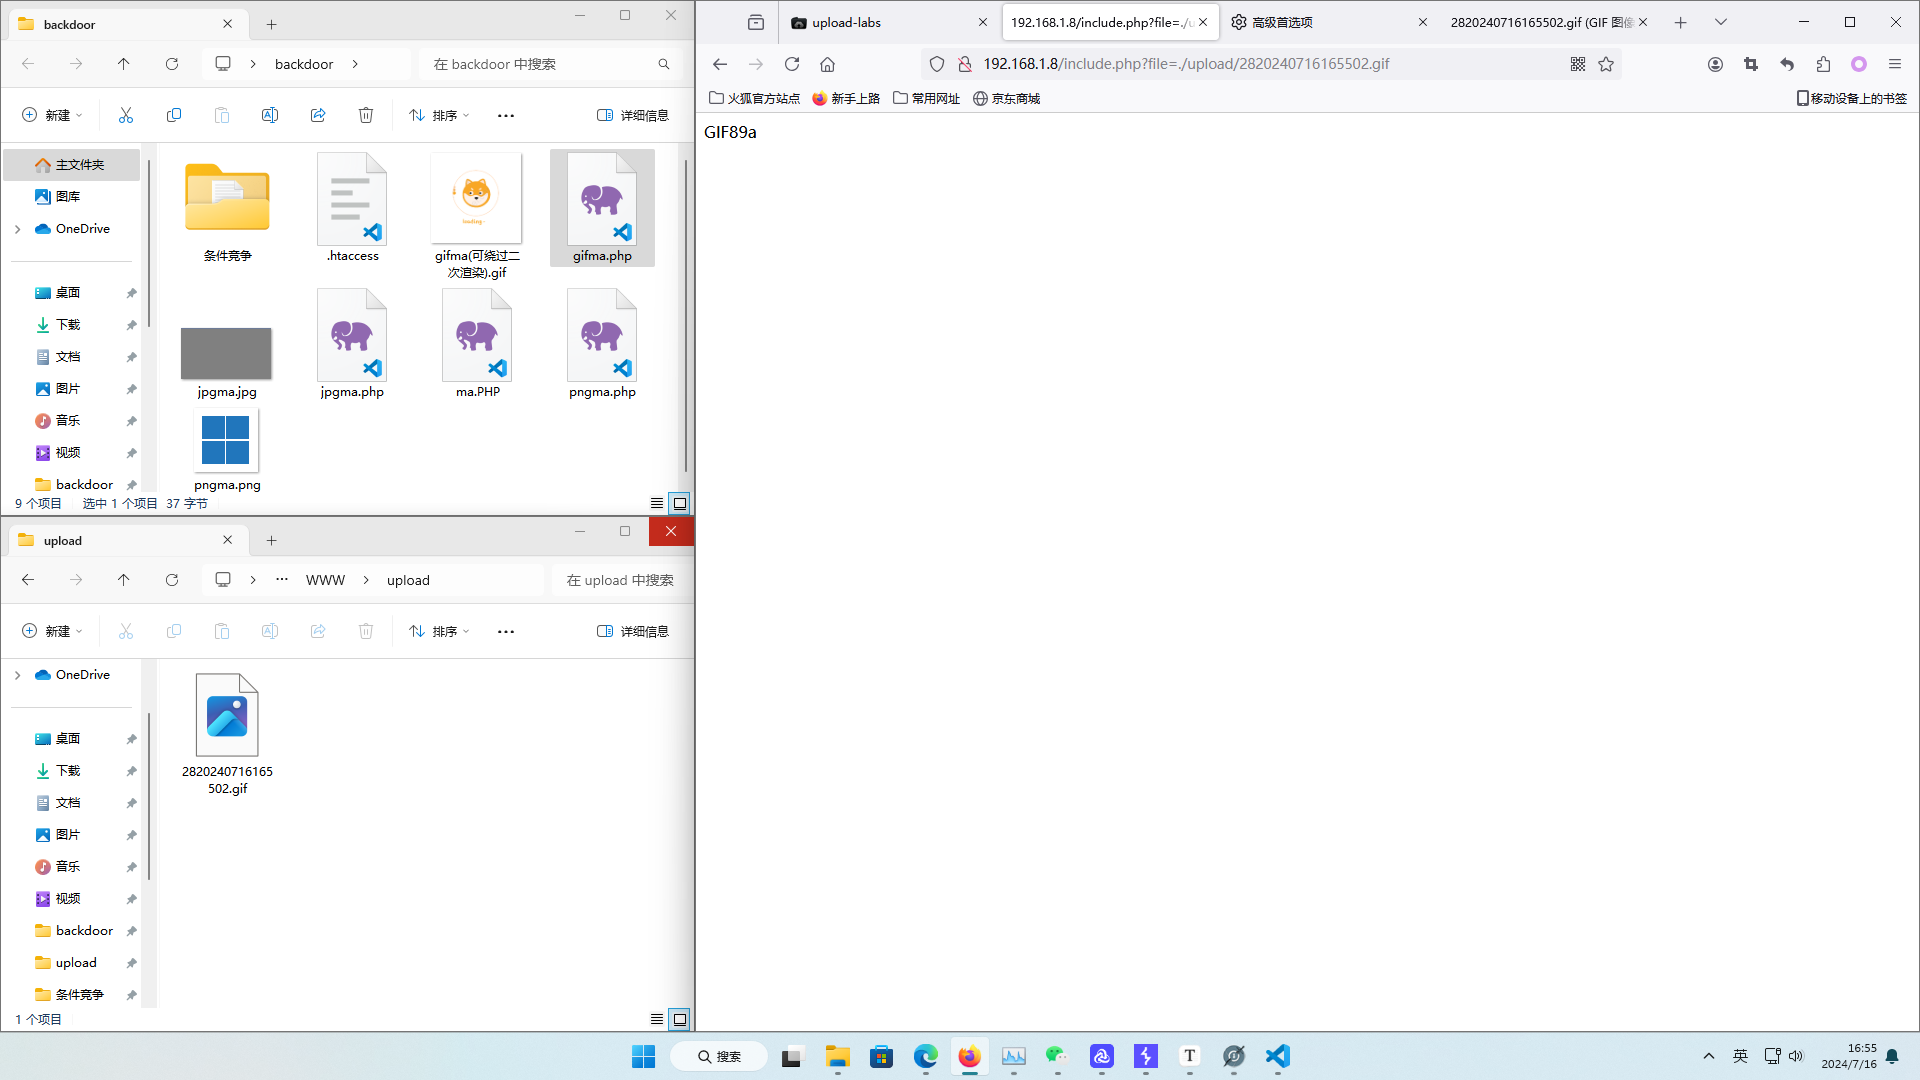 backdoor
backdoor
在 backdoor 中搜索
新建
排序
详细信息
主文件夹
图库
OneDrive
桌面
下载
文档
图片
音乐
视频
backdoor
条件竞争
.htaccess
gifma(可绕过二
次渲染).gif
gifma.php
jpgma.jpg
jpgma.php
ma.PHP
pngma.php
loading..
pngma.png
9 个项目 选中 1 个项目 37 字节
upload
WWW
upload
在 upload 中搜索
新建
排序
详细信息
OneDrive
桌面
下载
文档
图片
音乐
视频
backdoor
upload
条件竞争
2820240716165
502.gif
1 个项目
upload-labs
192.168.1.8/include.php?file=./u
高级首选项
2820240716165502.gif (GIF 图像
192.168.1.8/include.php?file=./upload/2820240716165502.gif
火狐官方站点
新手上路
常用网址
京东商城
移动设备上的书签
GIF89a
搜索
T
英
16:55
2024/7/16